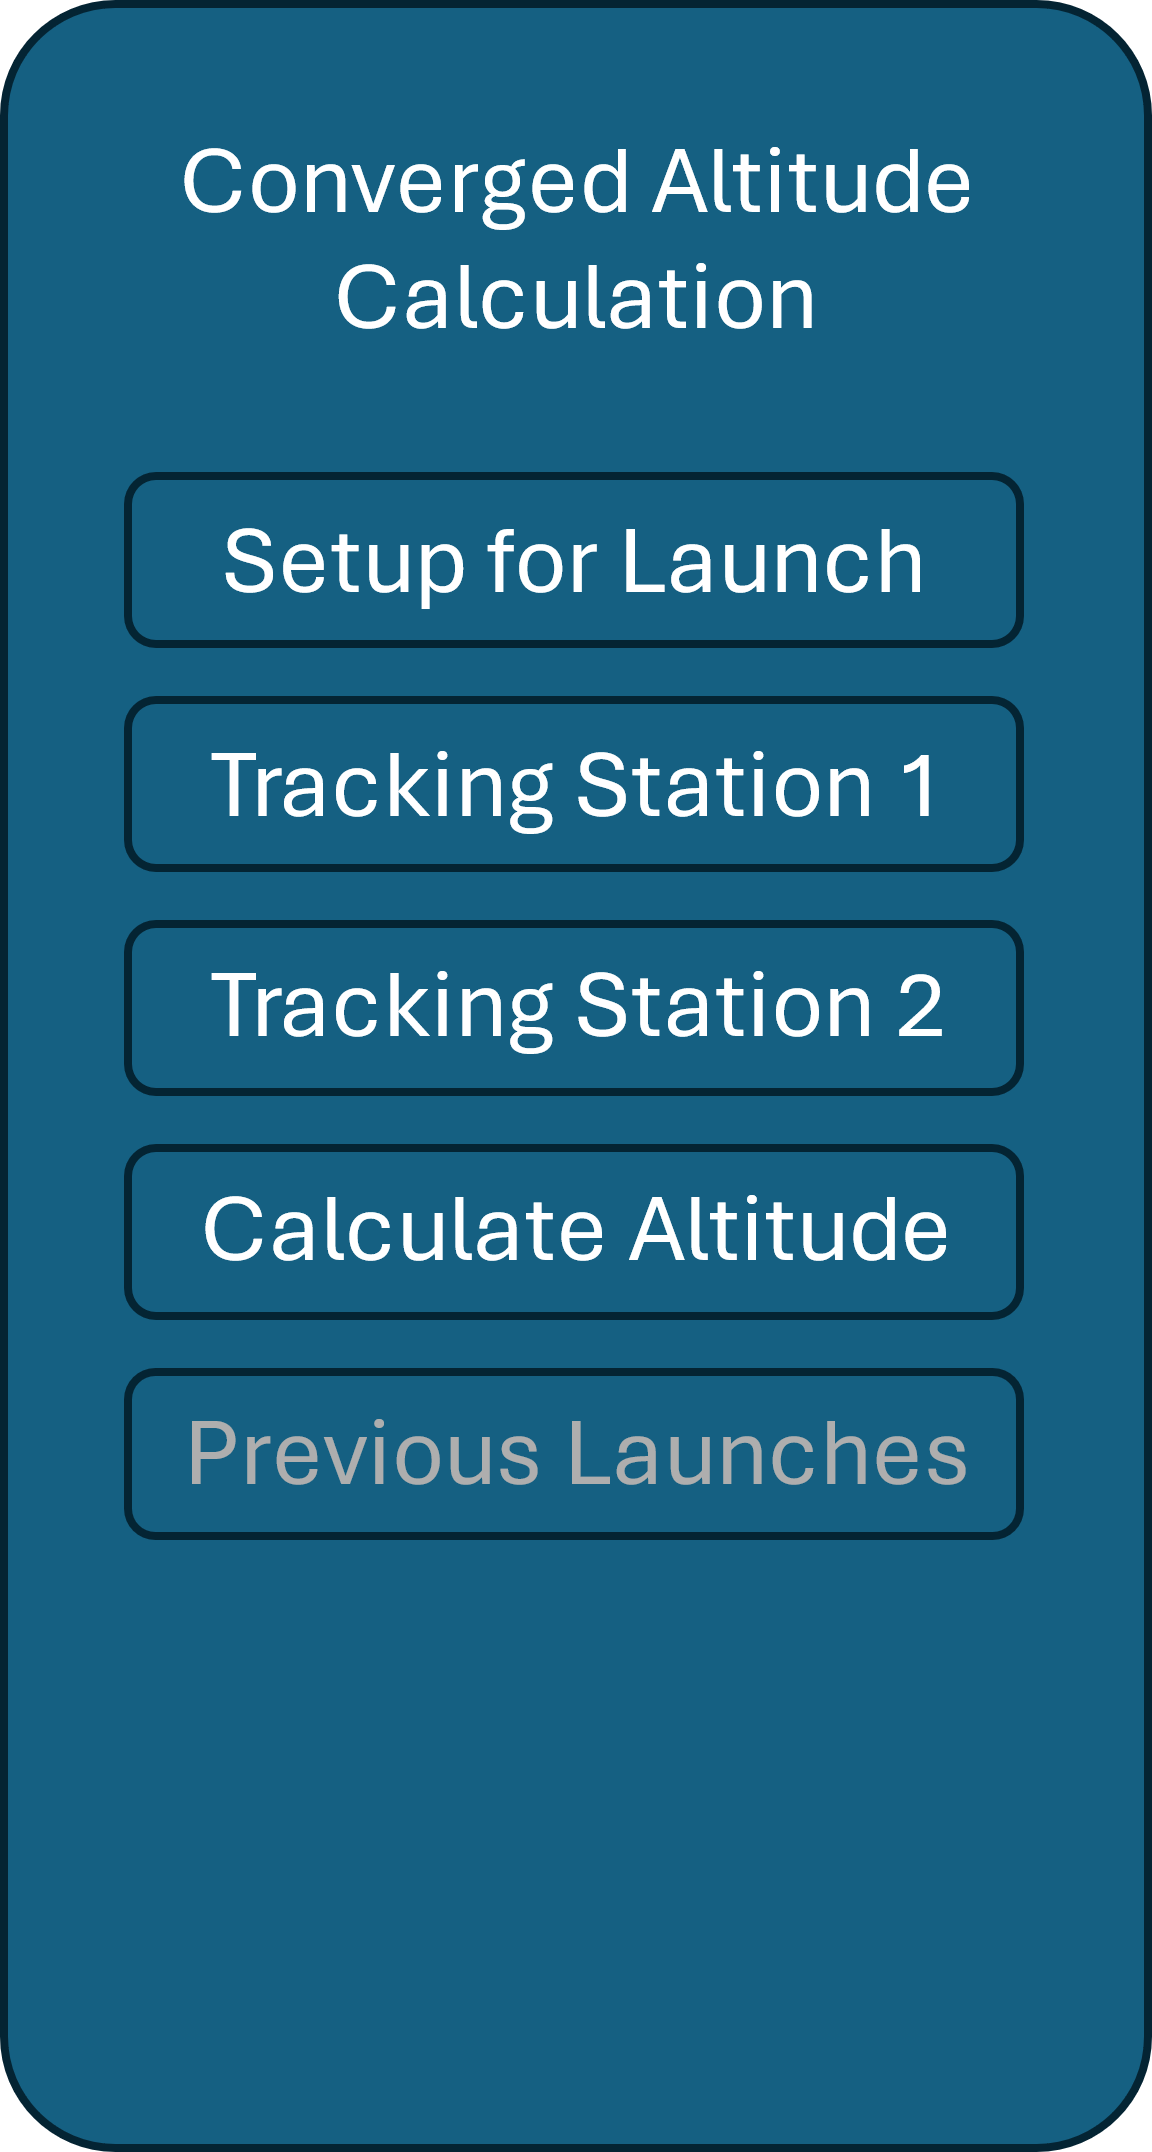 Converged Altitude
Calculation
Setup for Launch
Tracking Station 1
Tracking Station 2
Calculate Altitude
Previous Launches